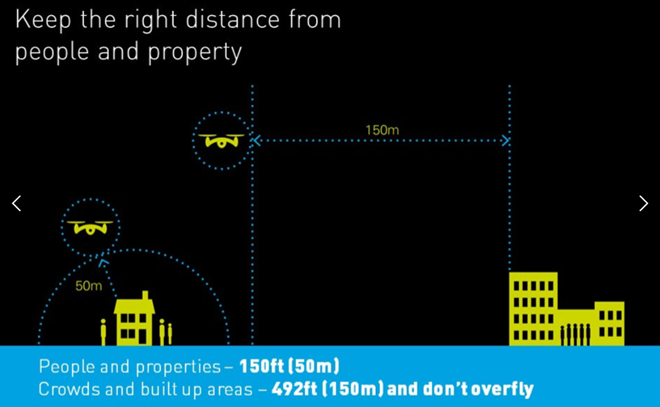 Keep the right distance from
people and property
150m
50m
People and properties – 150ft (50m)
Crowds and built up areas – 492ft (150m) and don't overfly